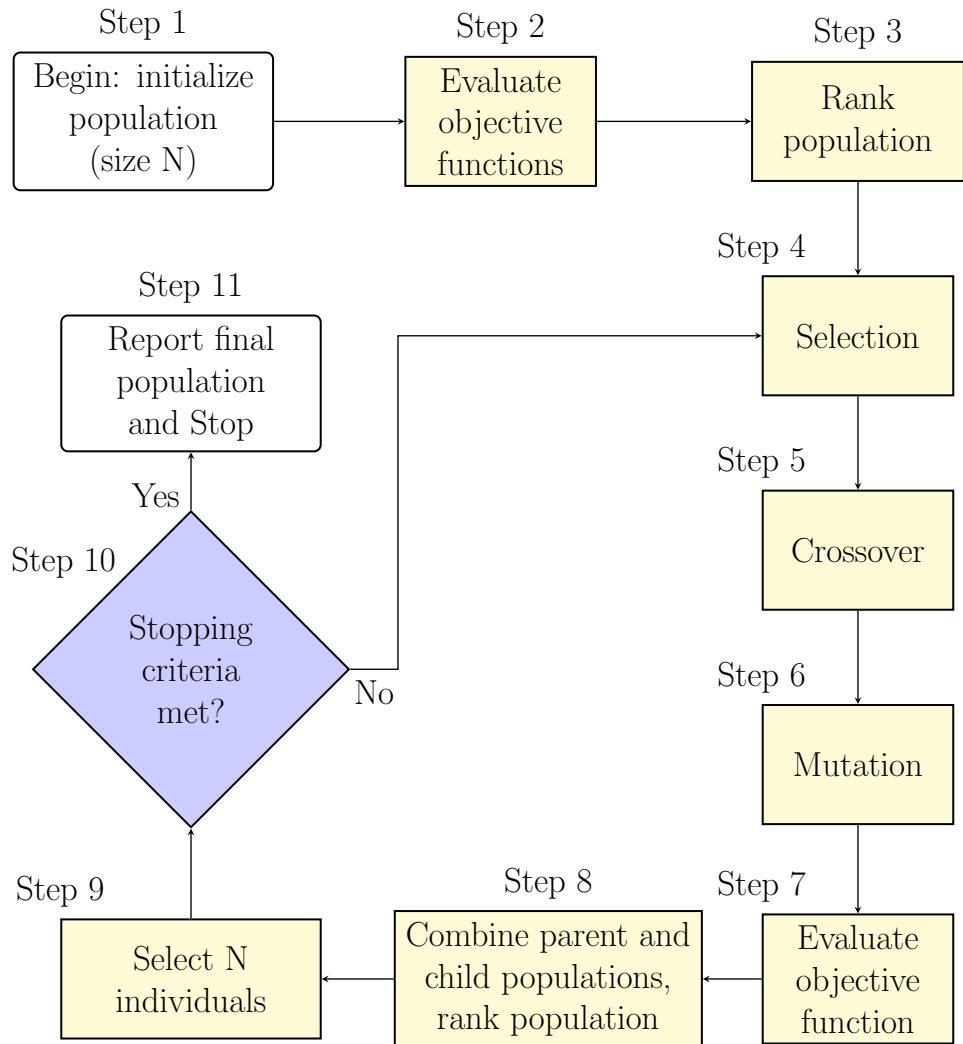 Step 1
Begin: initialize
population
(size N)
Step 2
Evaluate
objective
functions
Step 3
Rank
population
Step 4
Selection
Step 5
Crossover
Step 6
Mutation
Step 7
Evaluate
objective
function
Step 8
Combine parent and
child populations,
rank population
Step 9
Select N
individuals
Step 10
Stopping
criteria
met?
No
Yes
Step 11
Report final
population
and Stop